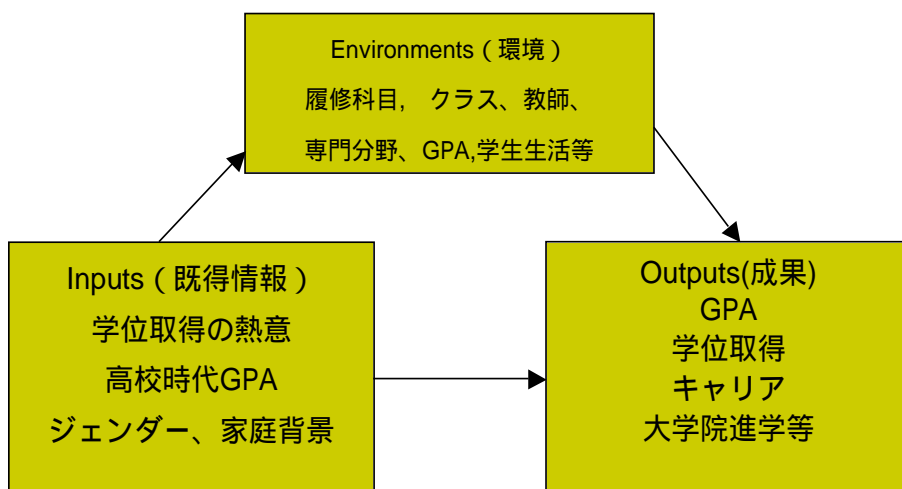 Environments（環境）
履修科目,　クラス、教師、
専門分野、GPA,学生生活等
Inputs（既得情報）
学位取得の熱意
高校時代GPA
ジェンダー、家庭背景
Outputs(成果)
GPA
学位取得
キャリア
大学院進学等